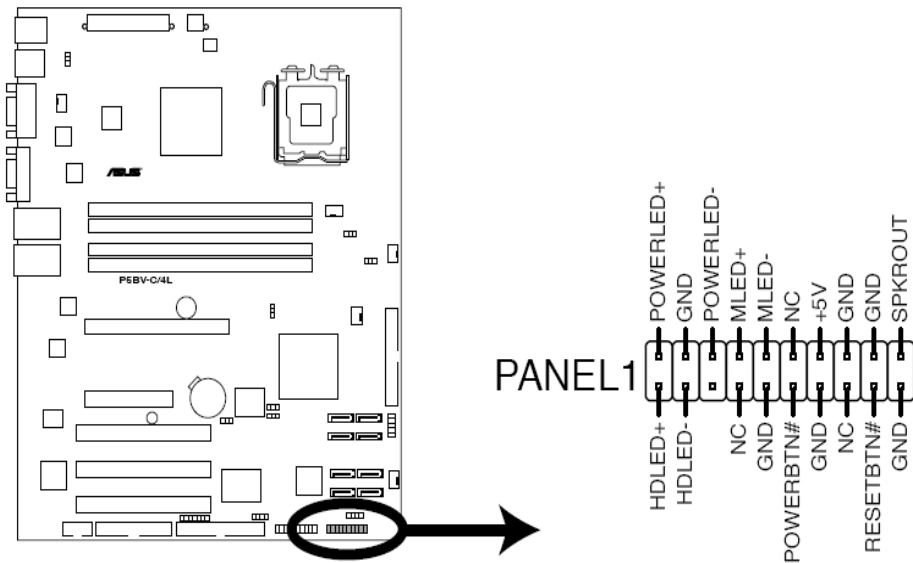 ASUS
P5BV-C/4L
PANEL1
POWERLED+
GND
POWERLED-
MLED+
MLED-
NC
+5V
GND
GND
SPKROUT
HDLED+
HDLED-
NC
GND
POWERBTN#
GND
NC
RESETBTN#
GND